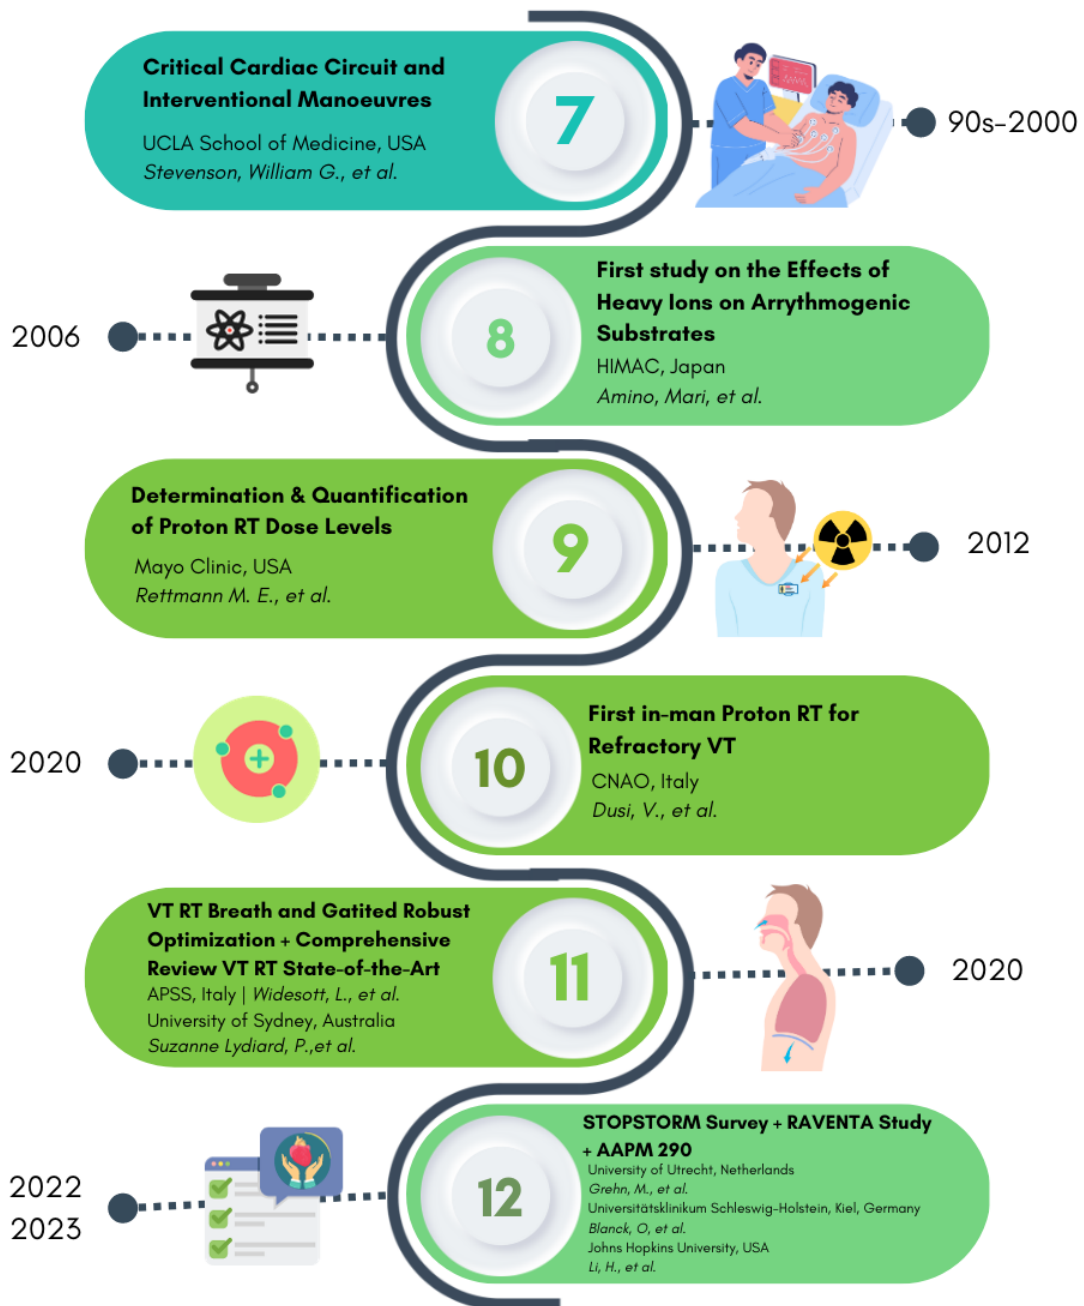 Critical Cardiac Circuit and
Interventional Manoeuvres
UCLA School of Medicine, USA
Stevenson, William G., et al.
7
90s-2000
2006
8
First study on the Effects of
Heavy Ions on Arrythmogenic
Substrates
HIMAC, Japan
Amino, Mari, et al.
Determination & Quantification
of Proton RT Dose Levels
Mayo Clinic, USA
Rettmann M. E., et al.
9
2012
2020
10
First in-man Proton RT for
Refractory VT
CNAO, Italy
Dusi, V., et al.
VT RT Breath and Gatited Robust
Optimization + Comprehensive
Review VT RT State-of-the-Art
APSS, Italy | Widesott, L., et al.
University of Sydney, Australia
Suzanne Lydiard, P.,et al.
11
2020
2022
2023
12
STOPSTORM Survey + RAVENTA Study
+ AAPM 290
University of Utrecht, Netherlands
Grehn, M., et al.
Universitätsklinikum Schleswig-Holstein, Kiel, Germany
Blanck, O, et al.
Johns Hopkins University, USA
Li, H., et al.